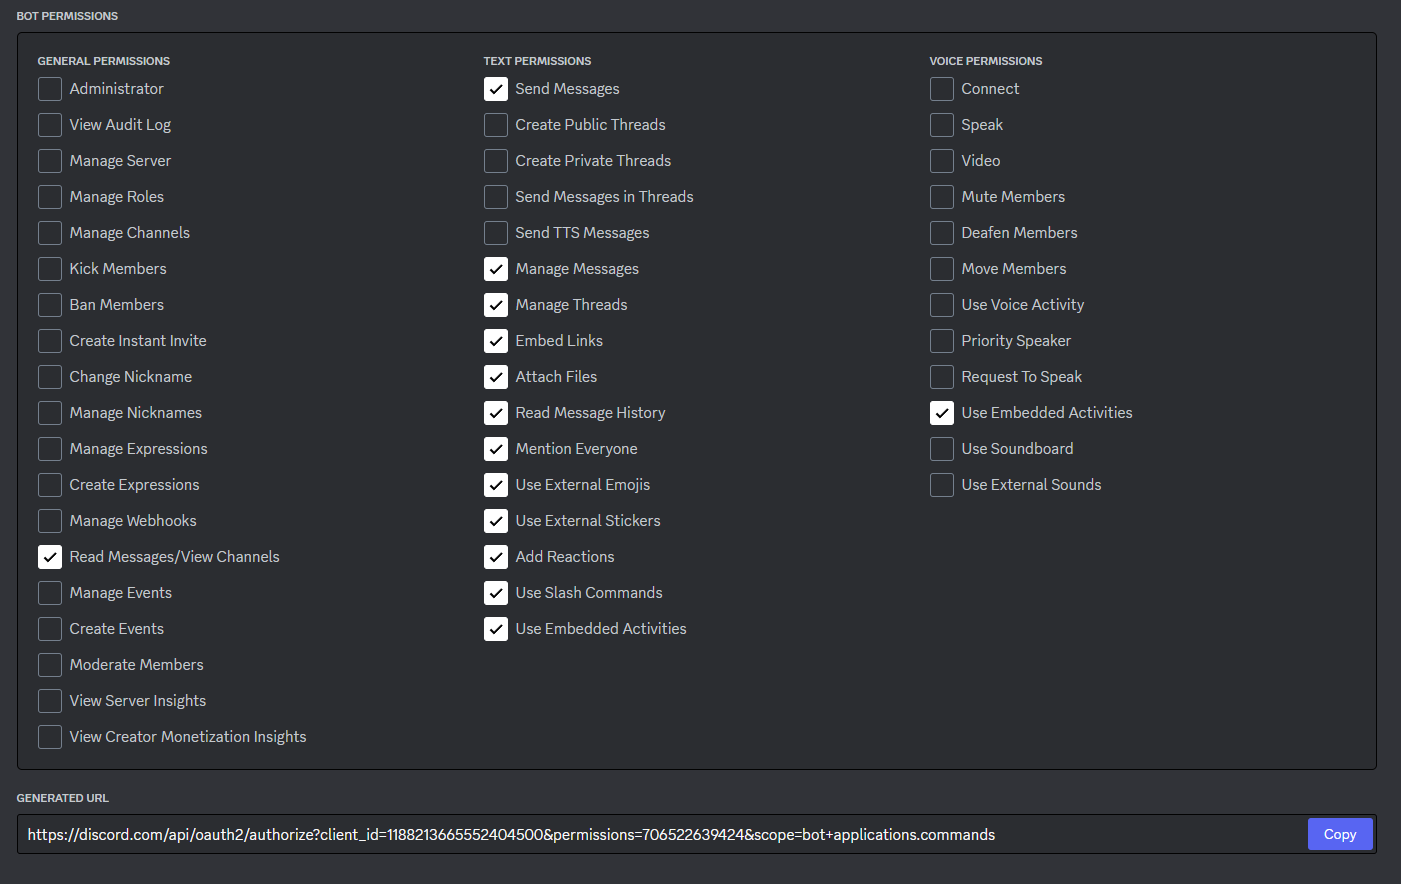 BOT PERMISSIONS
GENERAL PERMISSIONS
Administrator
View Audit Log
Manage Server
Manage Roles
Manage Channels
Kick Members
Ban Members
Create Instant Invite
Change Nickname
Manage Nicknames
Manage Expressions
Create Expressions
Manage Webhooks
Read Messages/View Channels
Manage Events
Create Events
Moderate Members
View Server Insights
View Creator Monetization Insights
TEXT PERMISSIONS
Send Messages
Create Public Threads
Create Private Threads
Send Messages in Threads
Send TTS Messages
Manage Messages
Manage Threads
Embed Links
Attach Files
Read Message History
Mention Everyone
Use External Emojis
Use External Stickers
Add Reactions
Use Slash Commands
Use Embedded Activities
VOICE PERMISSIONS
Connect
Speak
Video
Mute Members
Deafen Members
Move Members
Use Voice Activity
Priority Speaker
Request To Speak
Use Embedded Activities
Use Soundboard
Use External Sounds
GENERATED URL
https://discord.com/api/oauth2/authorize?client_id=1188213665552404500&permissions=706522639424&scope=bot+applications.commands
Copy